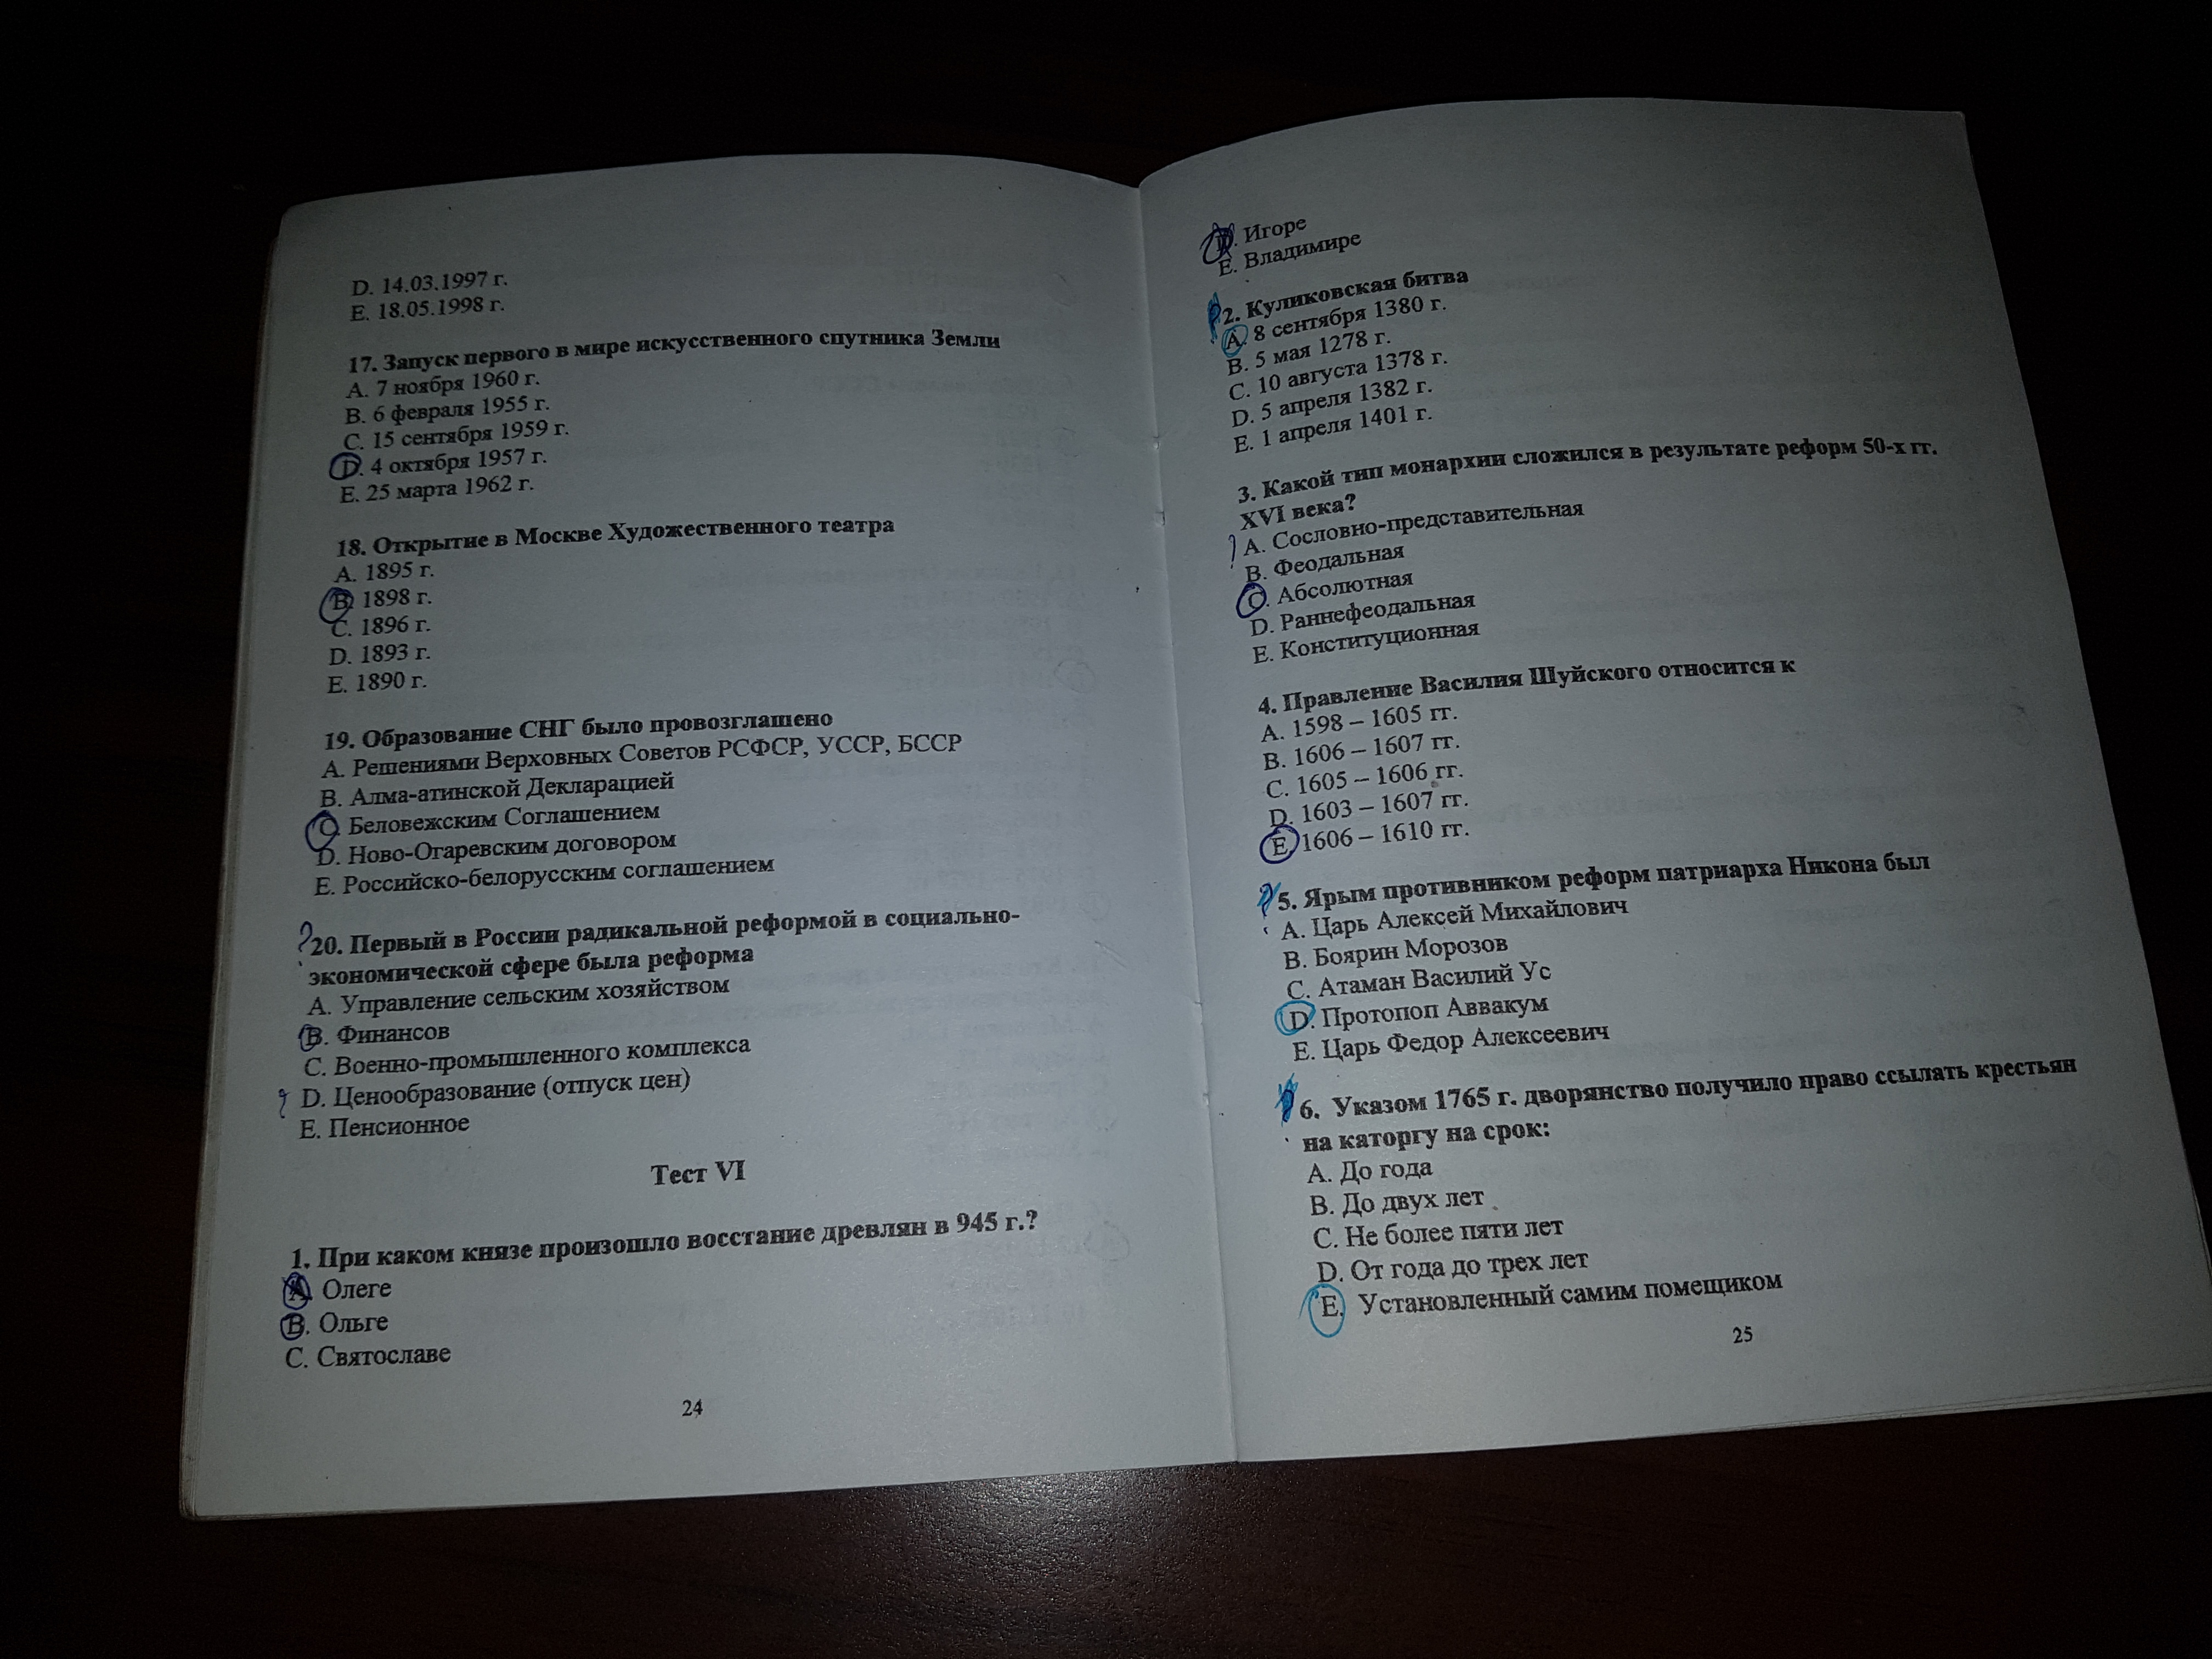 D. 14.03.1997 г.
E. 18.05.1998 г.
17. Запуск первого в мире искусственного спутника Земли
A. 7 ноября 1960 г.
B. 6 февраля 1955 г.
C. 15 сентября 1959 г.
D. 4 октября 1957 г.
E. 25 марта 1962 г.
18. Открытие в Москве Художественного театра
A. 1895 г.
B. 1898 г.
C. 1896 г.
D. 1893 г.
E. 1890 г.
19. Образование СНГ было провозглашено
A. Решениями Верховных Советов РСФСР, УССР, БССР
B. Алма-атинской Декларацией
C. Беловежским Соглашением
D. Ново-Огаревским договором
E. Российско-белорусским соглашением
?
20. Первый в России радикальной реформой в социально-
экономической сфере была реформа
A. Управление сельским хозяйством
B. Финансов
C. Военно-промышленного комплекса
? D. Ценообразование (отпуск цен)
E. Пенсионное
Тест VI
1. При каком князе произошло восстание древлян в 945 г.?
A. Олеге
B. Ольге
C. Святославе
24
D. Игоре
E. Владимире
2. Куликовская битва
A. 8 сентября 1380 г.
B. 5 мая 1278 г.
C. 10 августа 1378 г.
D. 5 апреля 1382 г.
E. 1 апреля 1401 г.
3. Какой тип монархии сложился в результате реформ 50-х гг.
XVI века?
? A. Сословно-представительная
B. Феодальная
C. Абсолютная
D. Раннефеодальная
E. Конституционная
4. Правление Василия Шуйского относится к
A. 1598 – 1605 гг.
B. 1606 – 1607 гг.
C. 1605 – 1606 гг.
D. 1603 – 1607 гг.
E. 1606 – 1610 гг.
? 5. Ярым противником реформ патриарха Никона был
A. Царь Алексей Михайлович
B. Боярин Морозов
C. Атаман Василий Ус
D. Протопоп Аввакум
E. Царь Федор Алексеевич
6. Указом 1765 г. дворянство получило право ссылать крестьян
на каторгу на срок:
A. До года
B. До двух лет
C. Не более пяти лет
D. От года до трех лет
E. Установленный самим помещиком
25